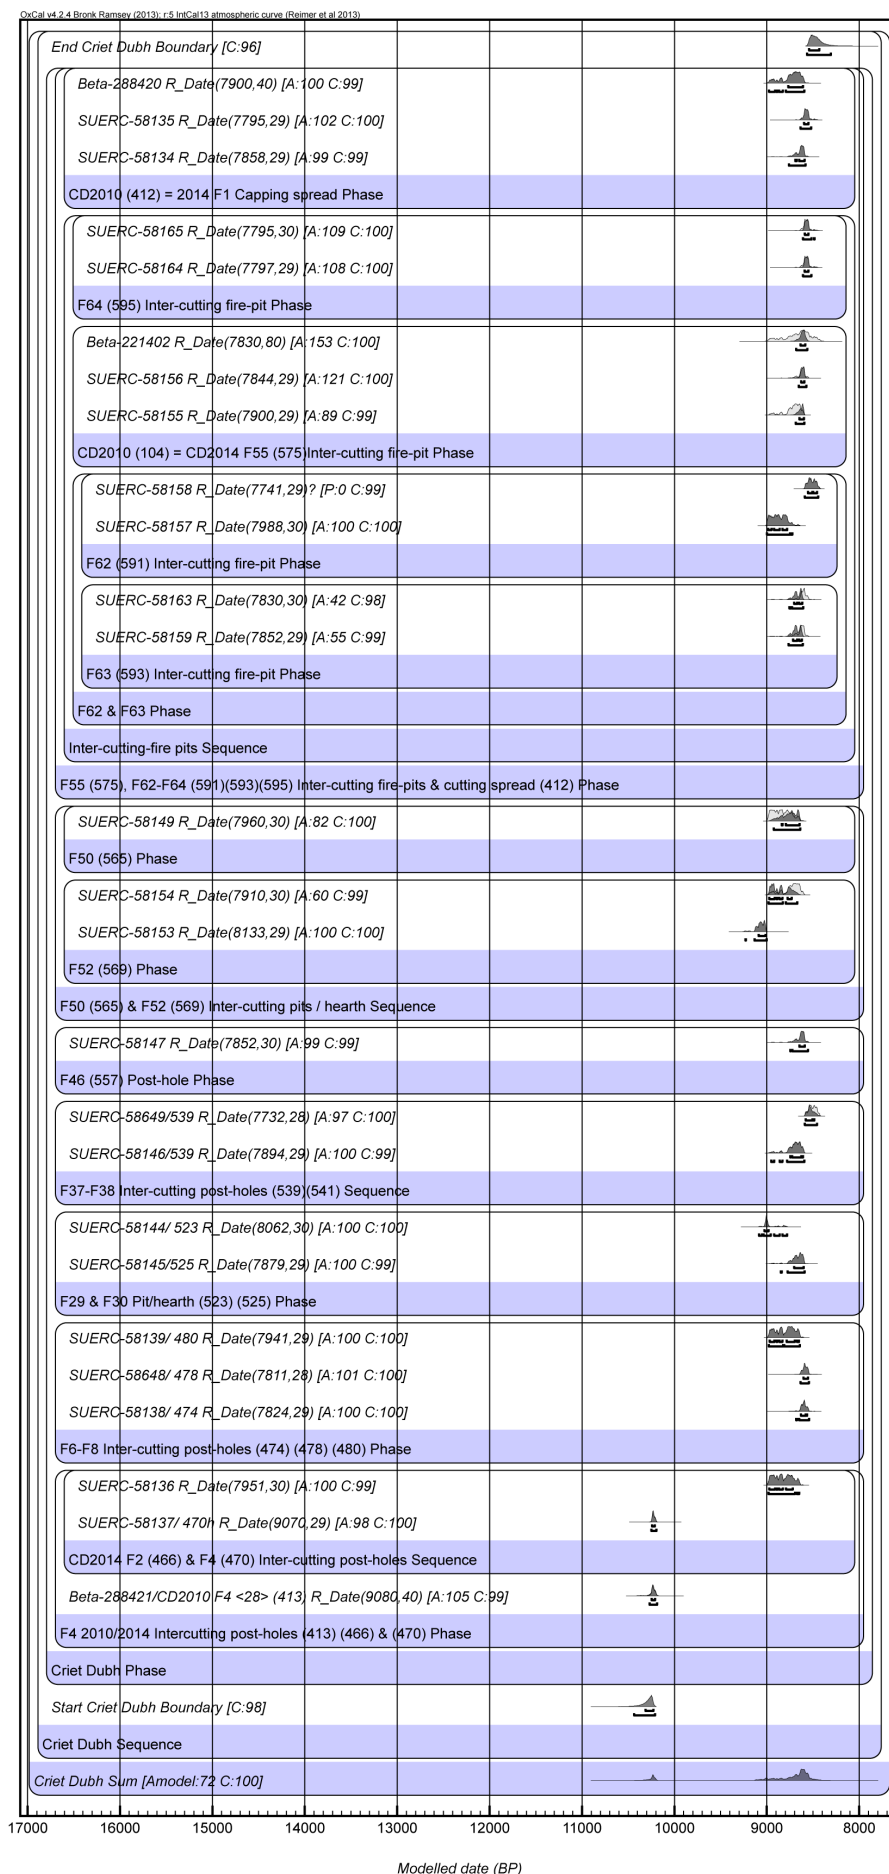 OxCal v4.2.4 Bronk Ramsey (2013); r:5 IntCal13 atmospheric curve (Reimer et al 2013)
End Criet Dubh Boundary [C:96]
Beta-288420 R_Date(7900,40) [A:100 C:99]
SUERC-58135 R_Date(7795,29) [A:102 C:100]
SUERC-58134 R_Date(7858,29) [A:99 C:99]
CD2010 (412) = 2014 F1 Capping spread Phase
SUERC-58165 R_Date(7795,30) [A:109 C:100]
SUERC-58164 R_Date(7797,29) [A:108 C:100]
F64 (595) Inter-cutting fire-pit Phase
Beta-221402 R_Date(7830,80) [A:153 C:100]
SUERC-58156 R_Date(7844,29) [A:121 C:100]
SUERC-58155 R_Date(7900,29) [A:89 C:99]
CD2010 (104) = CD2014 F55 (575)Inter-cutting fire-pit Phase
SUERC-58158 R_Date(7741,29)? [P:0 C:99]
SUERC-58157 R_Date(7988,30) [A:100 C:100]
F62 (591) Inter-cutting fire-pit Phase
SUERC-58163 R_Date(7830,30) [A:42 C:98]
SUERC-58159 R_Date(7852,29) [A:55 C:99]
F63 (593) Inter-cutting fire-pit Phase
F62 & F63 Phase
Inter-cutting-fire pits Sequence
F55 (575), F62-F64 (591)(593)(595) Inter-cutting fire-pits & cutting spread (412) Phase
SUERC-58149 R_Date(7960,30) [A:82 C:100]
F50 (565) Phase
SUERC-58154 R_Date(7910,30) [A:60 C:99]
SUERC-58153 R_Date(8133,29) [A:100 C:100]
F52 (569) Phase
F50 (565) & F52 (569) Inter-cutting pits / hearth Sequence
SUERC-58147 R_Date(7852,30) [A:99 C:99]
F46 (557) Post-hole Phase
SUERC-58649/539 R_Date(7732,28) [A:97 C:100]
SUERC-58146/539 R_Date(7894,29) [A:100 C:99]
F37-F38 Inter-cutting post-holes (539)(541) Sequence
SUERC-58144/ 523 R_Date(8062,30) [A:100 C:100]
SUERC-58145/525 R_Date(7879,29) [A:100 C:99]
F29 & F30 Pit/hearth (523) (525) Phase
SUERC-58139/ 480 R_Date(7941,29) [A:100 C:100]
SUERC-58648/ 478 R_Date(7811,28) [A:101 C:100]
SUERC-58138/ 474 R_Date(7824,29) [A:100 C:100]
F6-F8 Inter-cutting post-holes (474) (478) (480) Phase
SUERC-58136 R_Date(7951,30) [A:100 C:99]
SUERC-58137/ 470h R_Date(9070,29) [A:98 C:100]
CD2014 F2 (466) & F4 (470) Inter-cutting post-holes Sequence
Beta-288421/CD2010 F4 <28> (413) R_Date(9080,40) [A:105 C:99]
F4 2010/2014 Intercutting post-holes (413) (466) & (470) Phase
Criet Dubh Phase
Start Criet Dubh Boundary [C:98]
Criet Dubh Sequence
Criet Dubh Sum [Amodel:72 C:100]
17000 16000 15000 14000 13000 12000 11000 10000 9000 8000
Modelled date (BP)